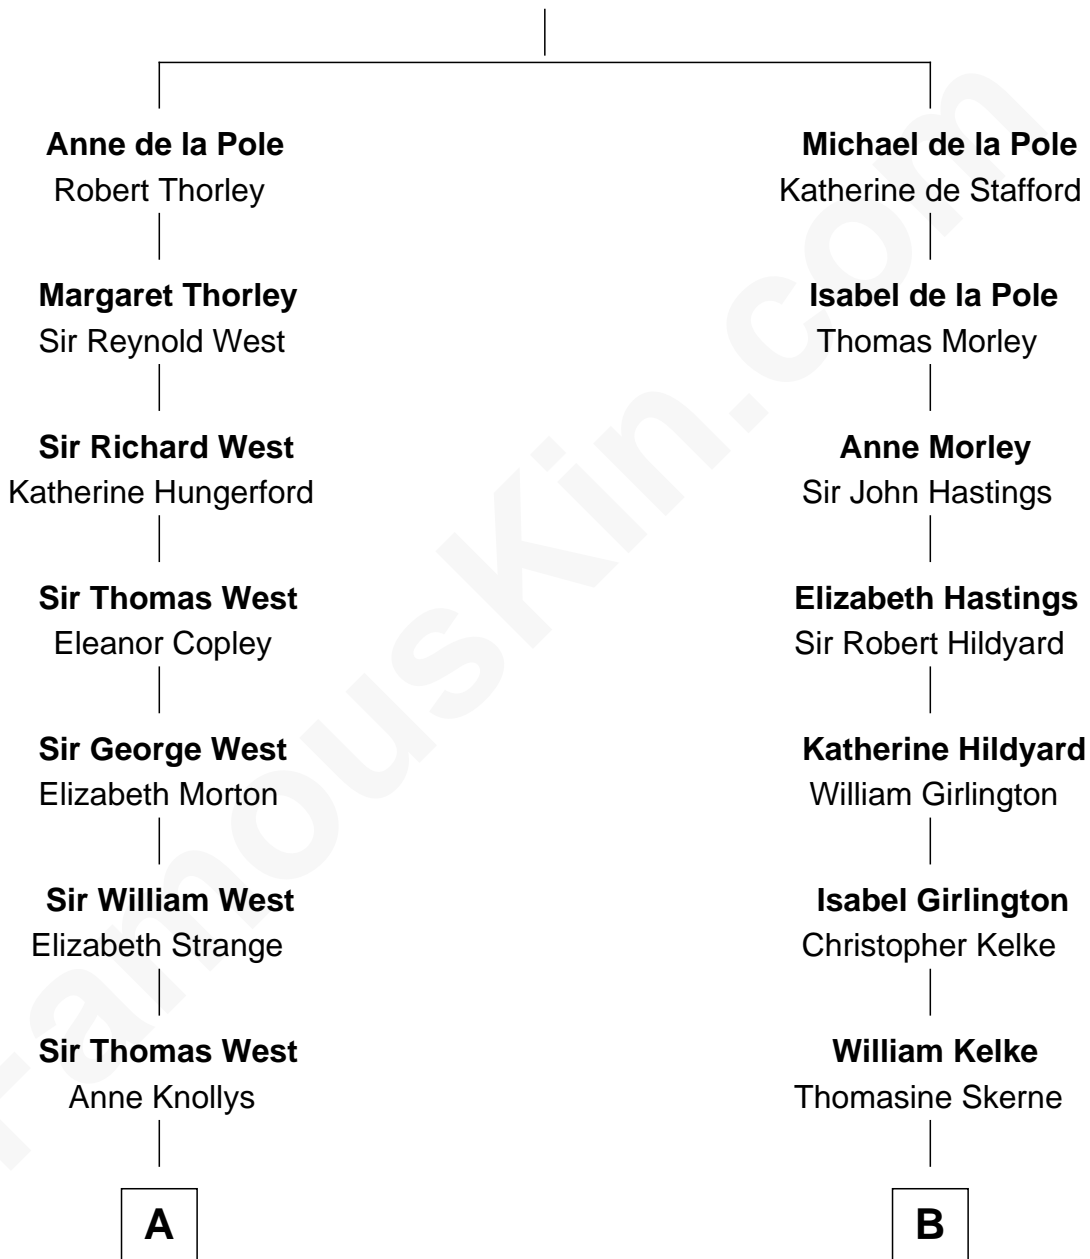 Anne de la Pole
Robert Thorley
Margaret Thorley
Sir Reynold West
Sir Richard West
Katherine Hungerford
Sir Thomas West
Eleanor Copley
Sir George West
Elizabeth Morton
Sir William West
Elizabeth Strange
Sir Thomas West
Anne Knollys
A
Michael de la Pole
Katherine de Stafford
Isabel de la Pole
Thomas Morley
Anne Morley
Sir John Hastings
Elizabeth Hastings
Sir Robert Hildyard
Katherine Hildyard
William Girlington
Isabel Girlington
Christopher Kelke
William Kelke
Thomasine Skerne
B
FamousKin.com